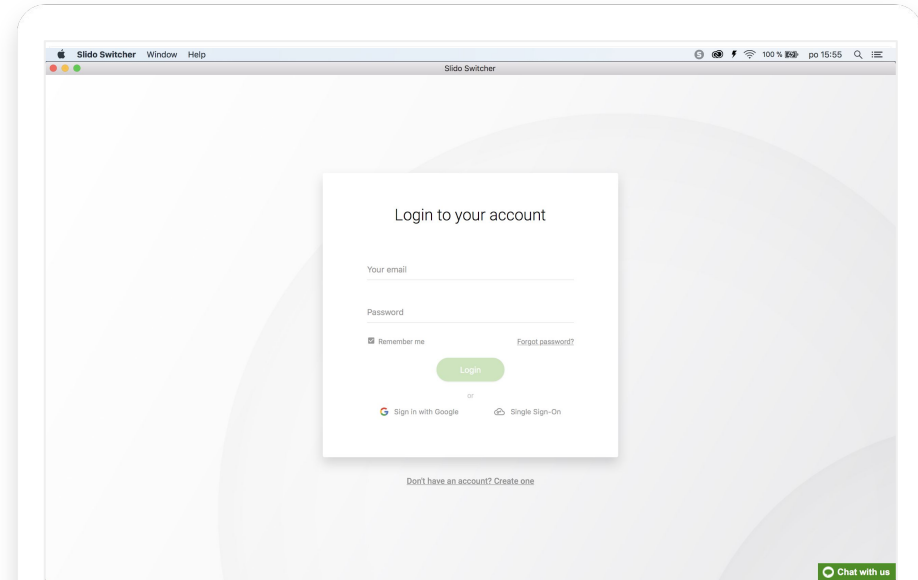 Slido Switcher Window Help 100 % po 15:55
Slido Switcher
Login to your account
Your email
Password
Remember me Forgot password?
Login
or
Sign in with Google Single Sign-On
Don't have an account? Create one
Chat with us